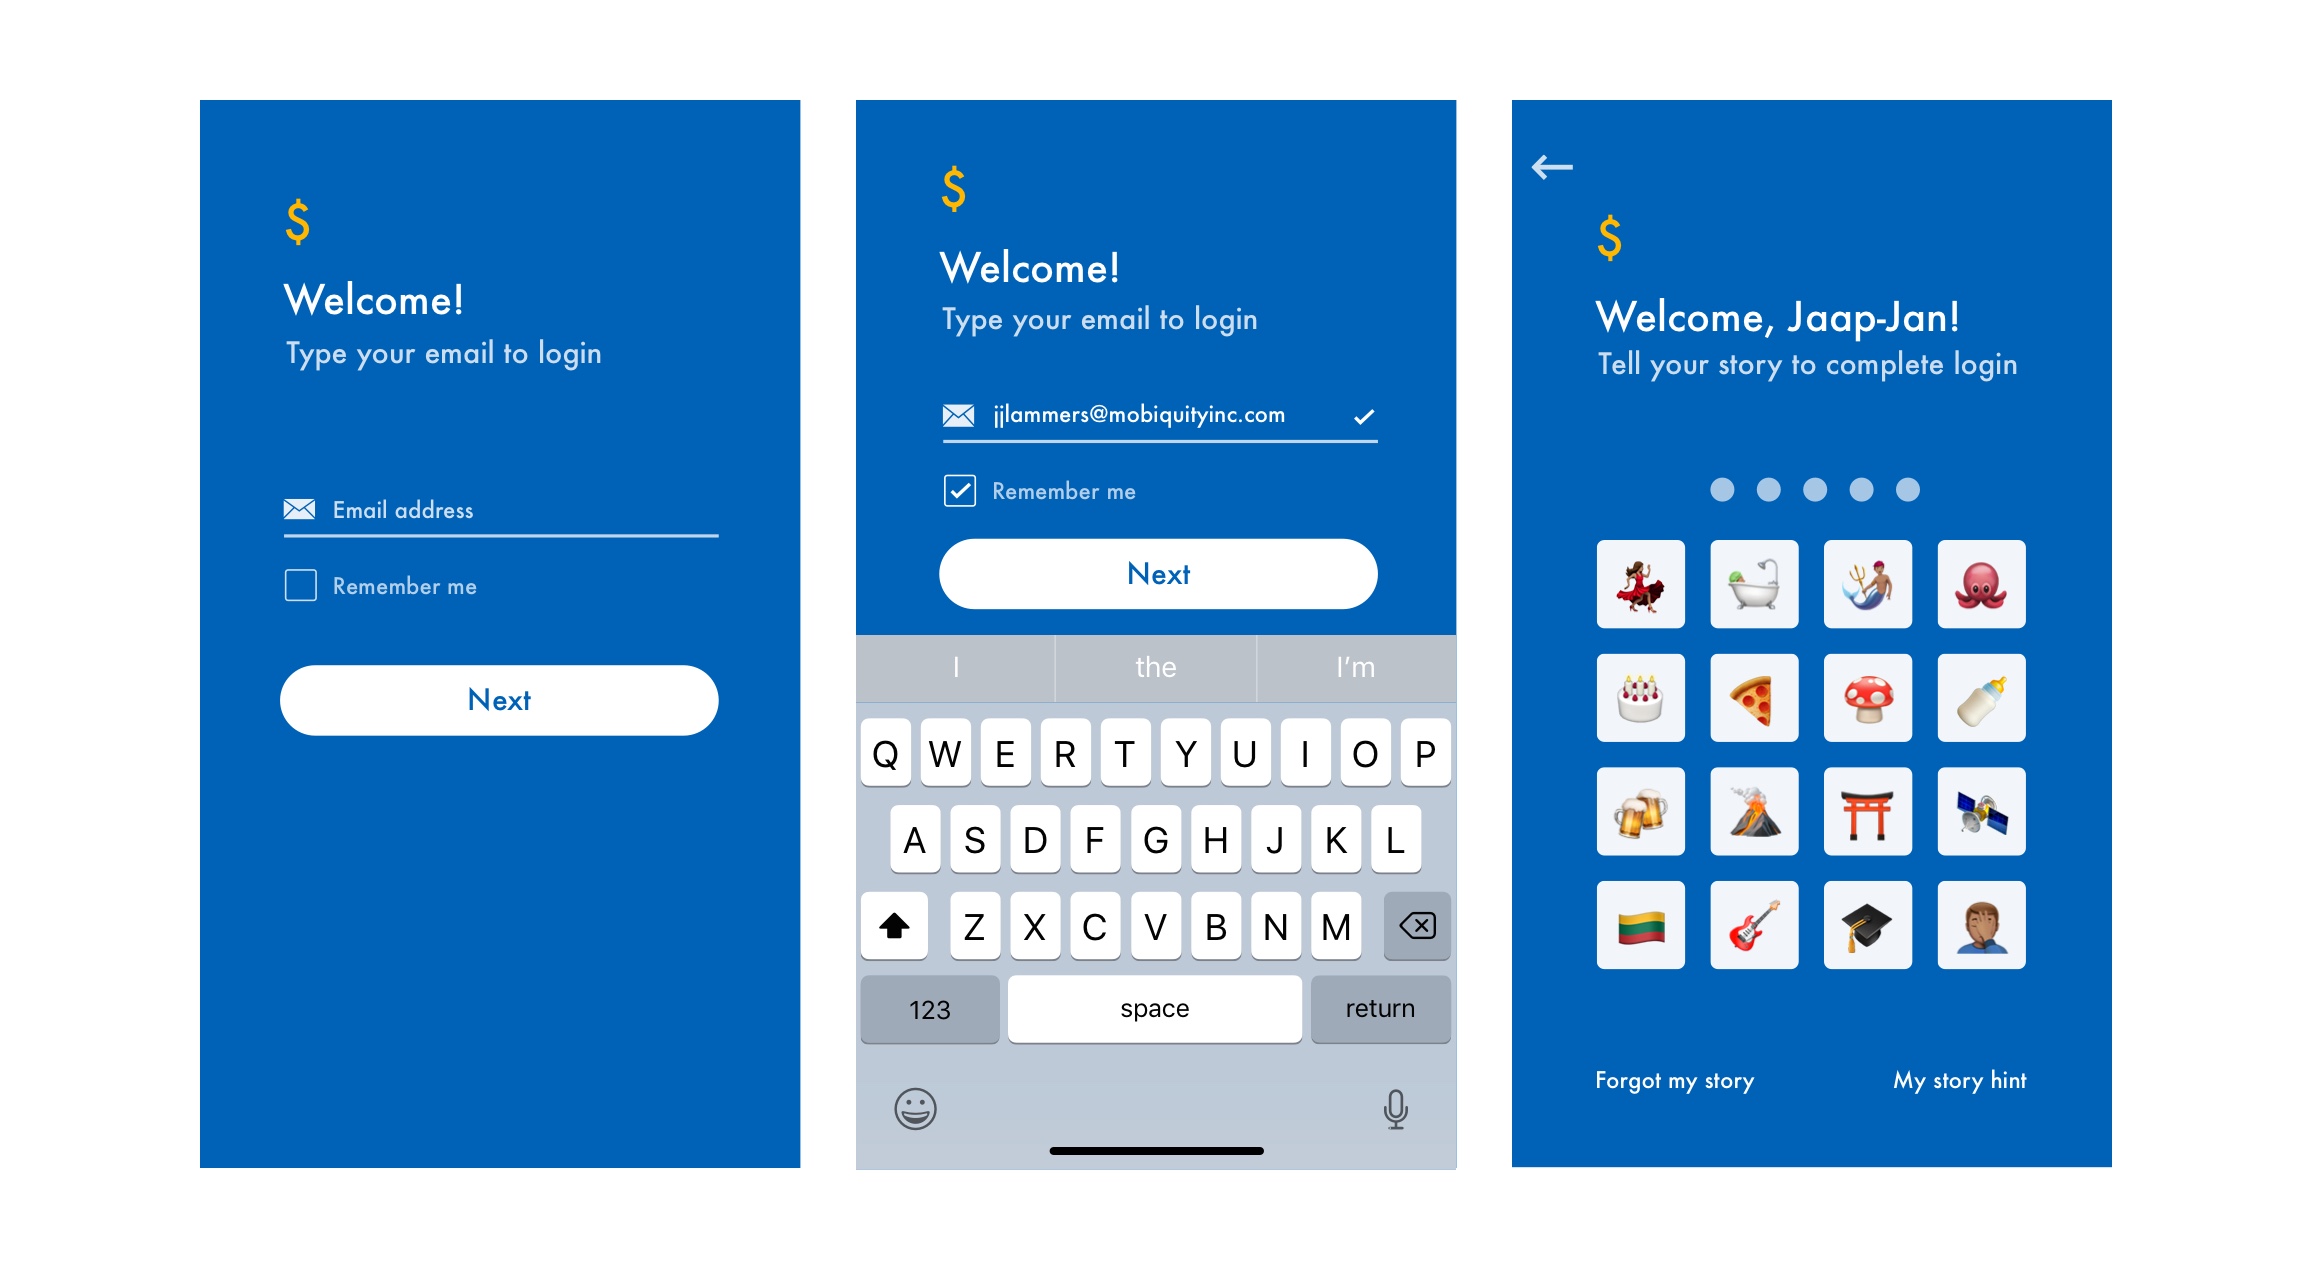 $
Welcome!
Type your email to login
Email address
Remember me
Next
$
Welcome!
Type your email to login
jjlammers@mobiquityinc.com
Remember me
Next
I the I'm
Q W E R T Y U I O P
A S D F G H J K L
Z X C V B N M
123 space return
$
Welcome, Jaap-Jan!
Tell your story to complete login
Forgot my story My story hint